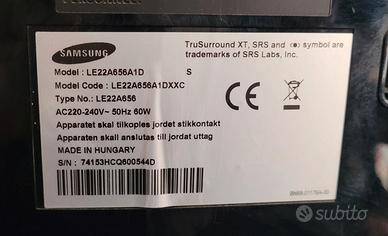 SAMSUNG
TruSurround XT, SRS and (●) symbol are
trademarks of SRS Labs, Inc.
Model : LE22A656A1D S
Model Code : LE22A656A1DXXC
Type No.: LE22A656
AC220-240V~ 50Hz 60W
Apparatet skal tilkoples jordet stikkontakt
Apparaten skall anslutas till jordat uttag
MADE IN HUNGARY
S/N : 74153HCQ600544D
subito